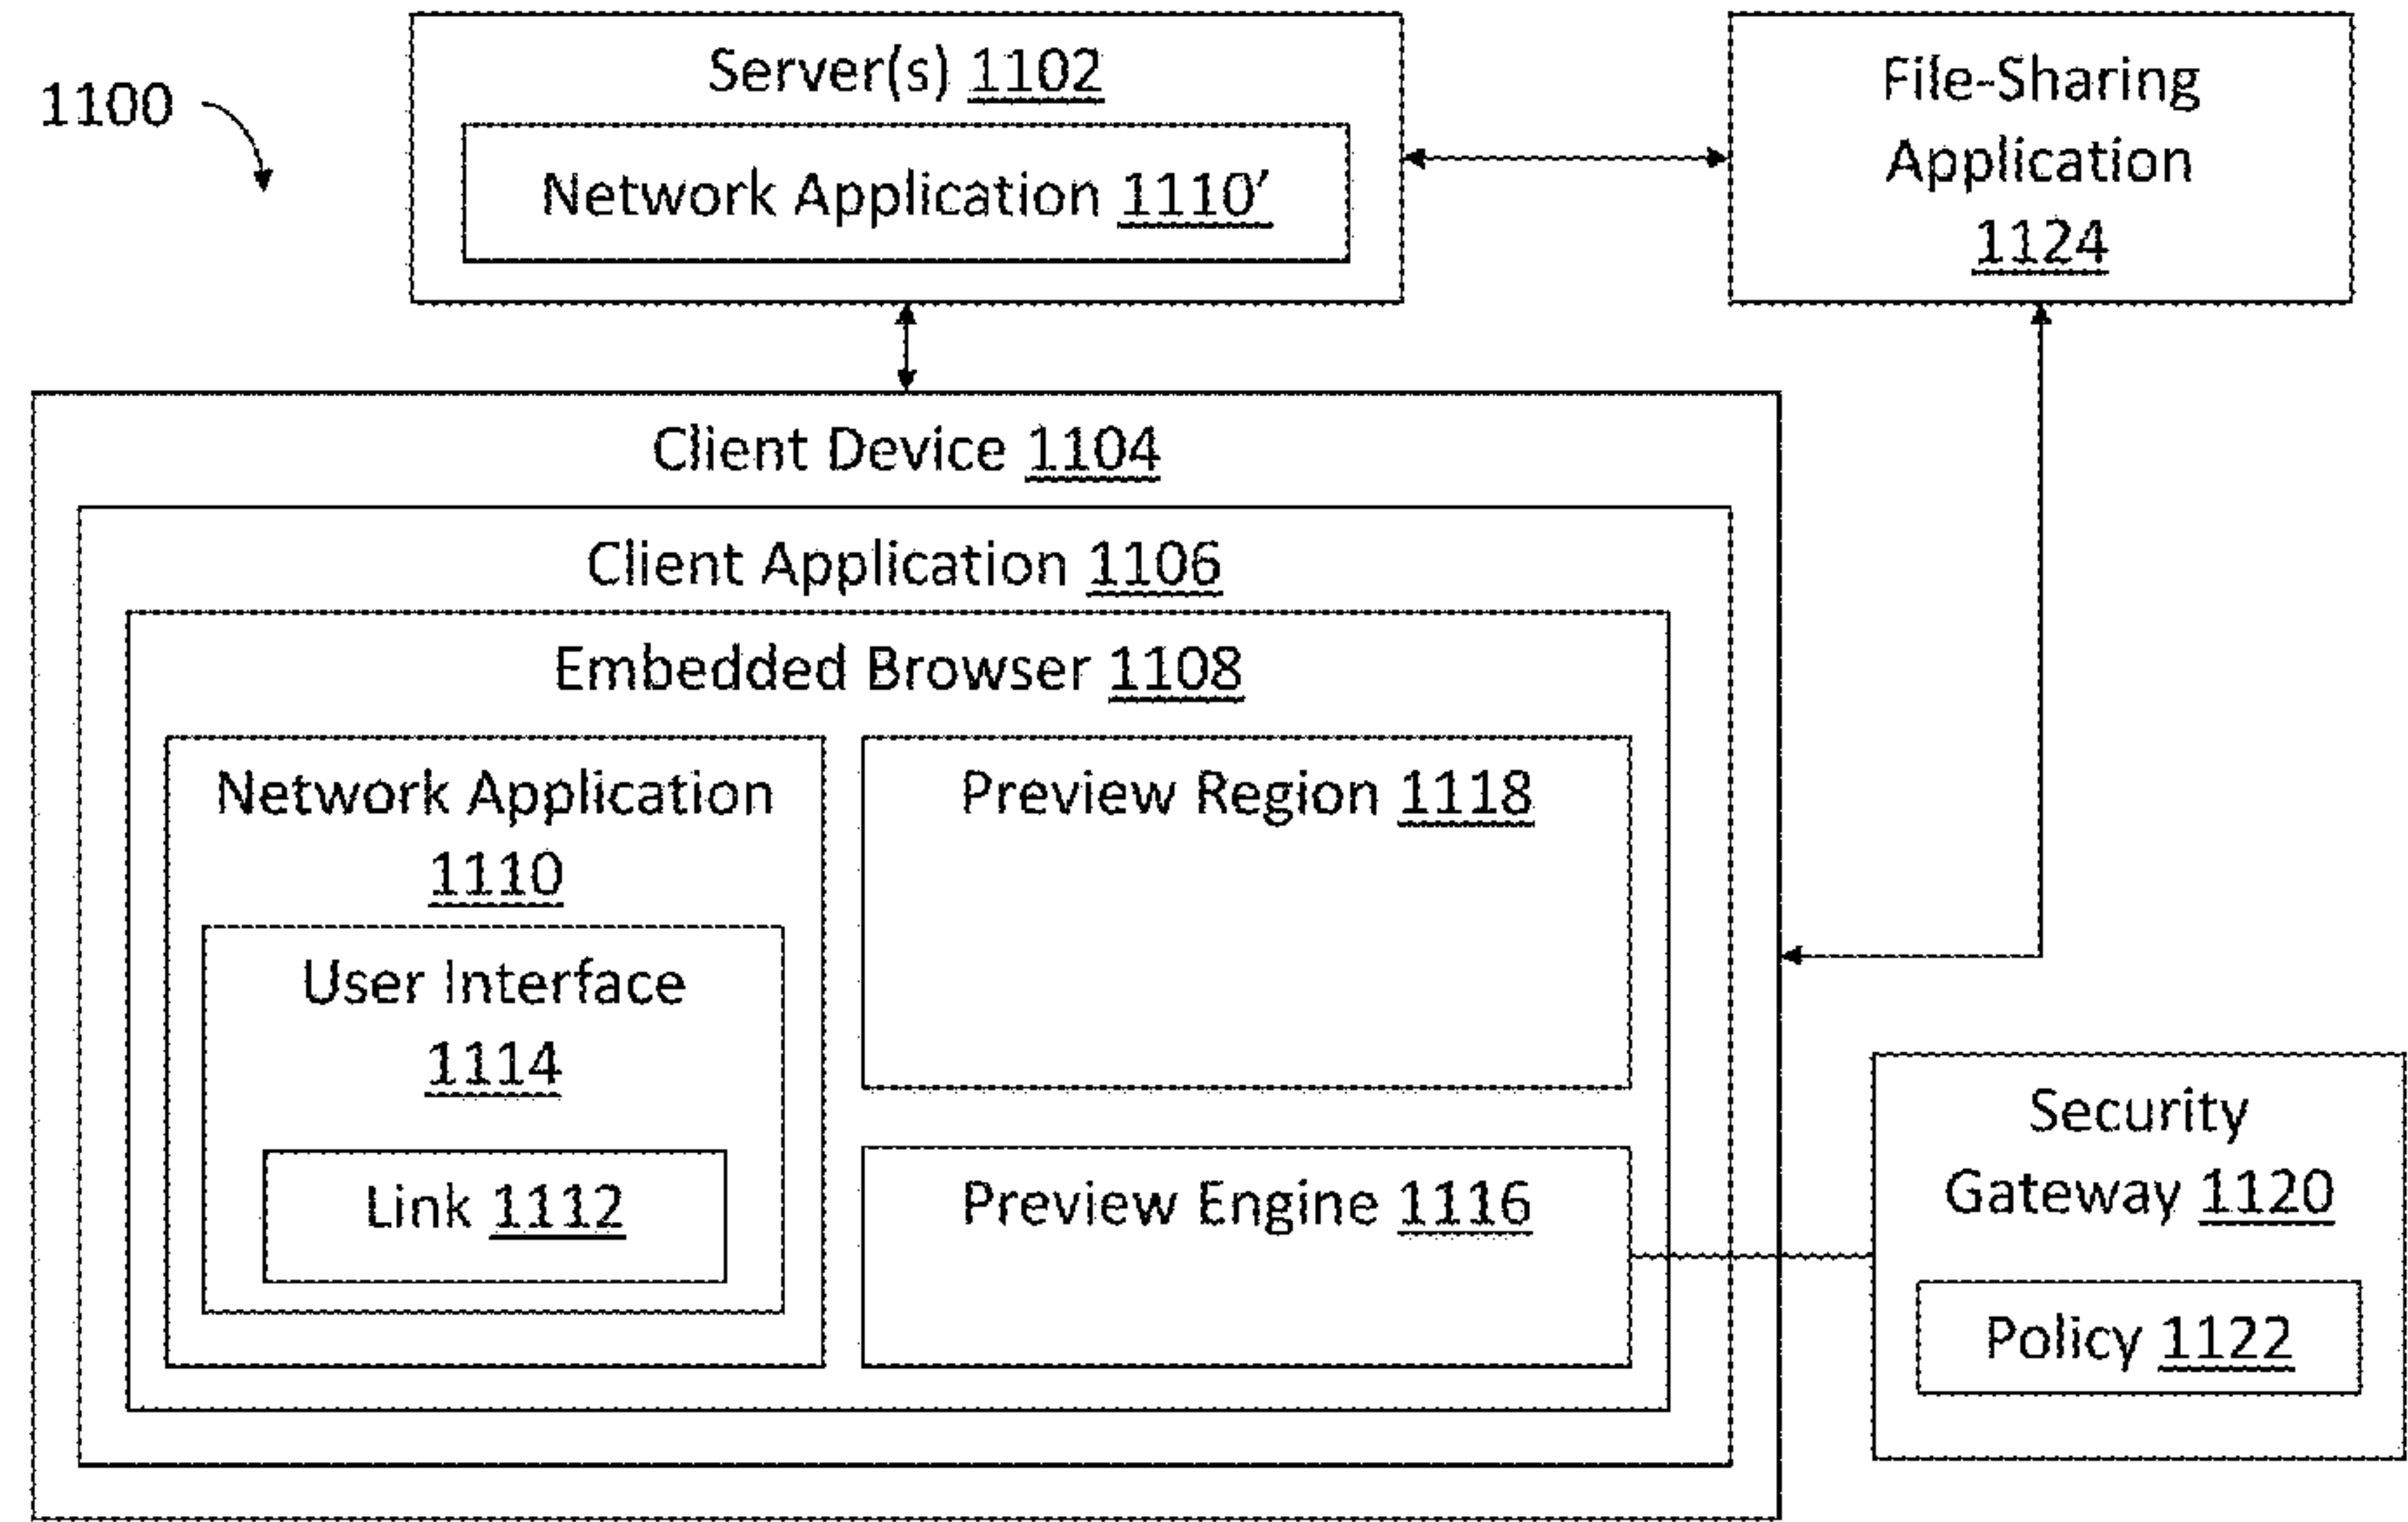 1100
Server(s) 1102
Network Application 1110’
File-Sharing
Application
1124
Client Device 1104
Client Application 1106
Embedded Browser 1108
Network Application
1110
User Interface
1114
Link 1112
Preview Region 1118
Preview Engine 1116
Security
Gateway 1120
Policy 1122